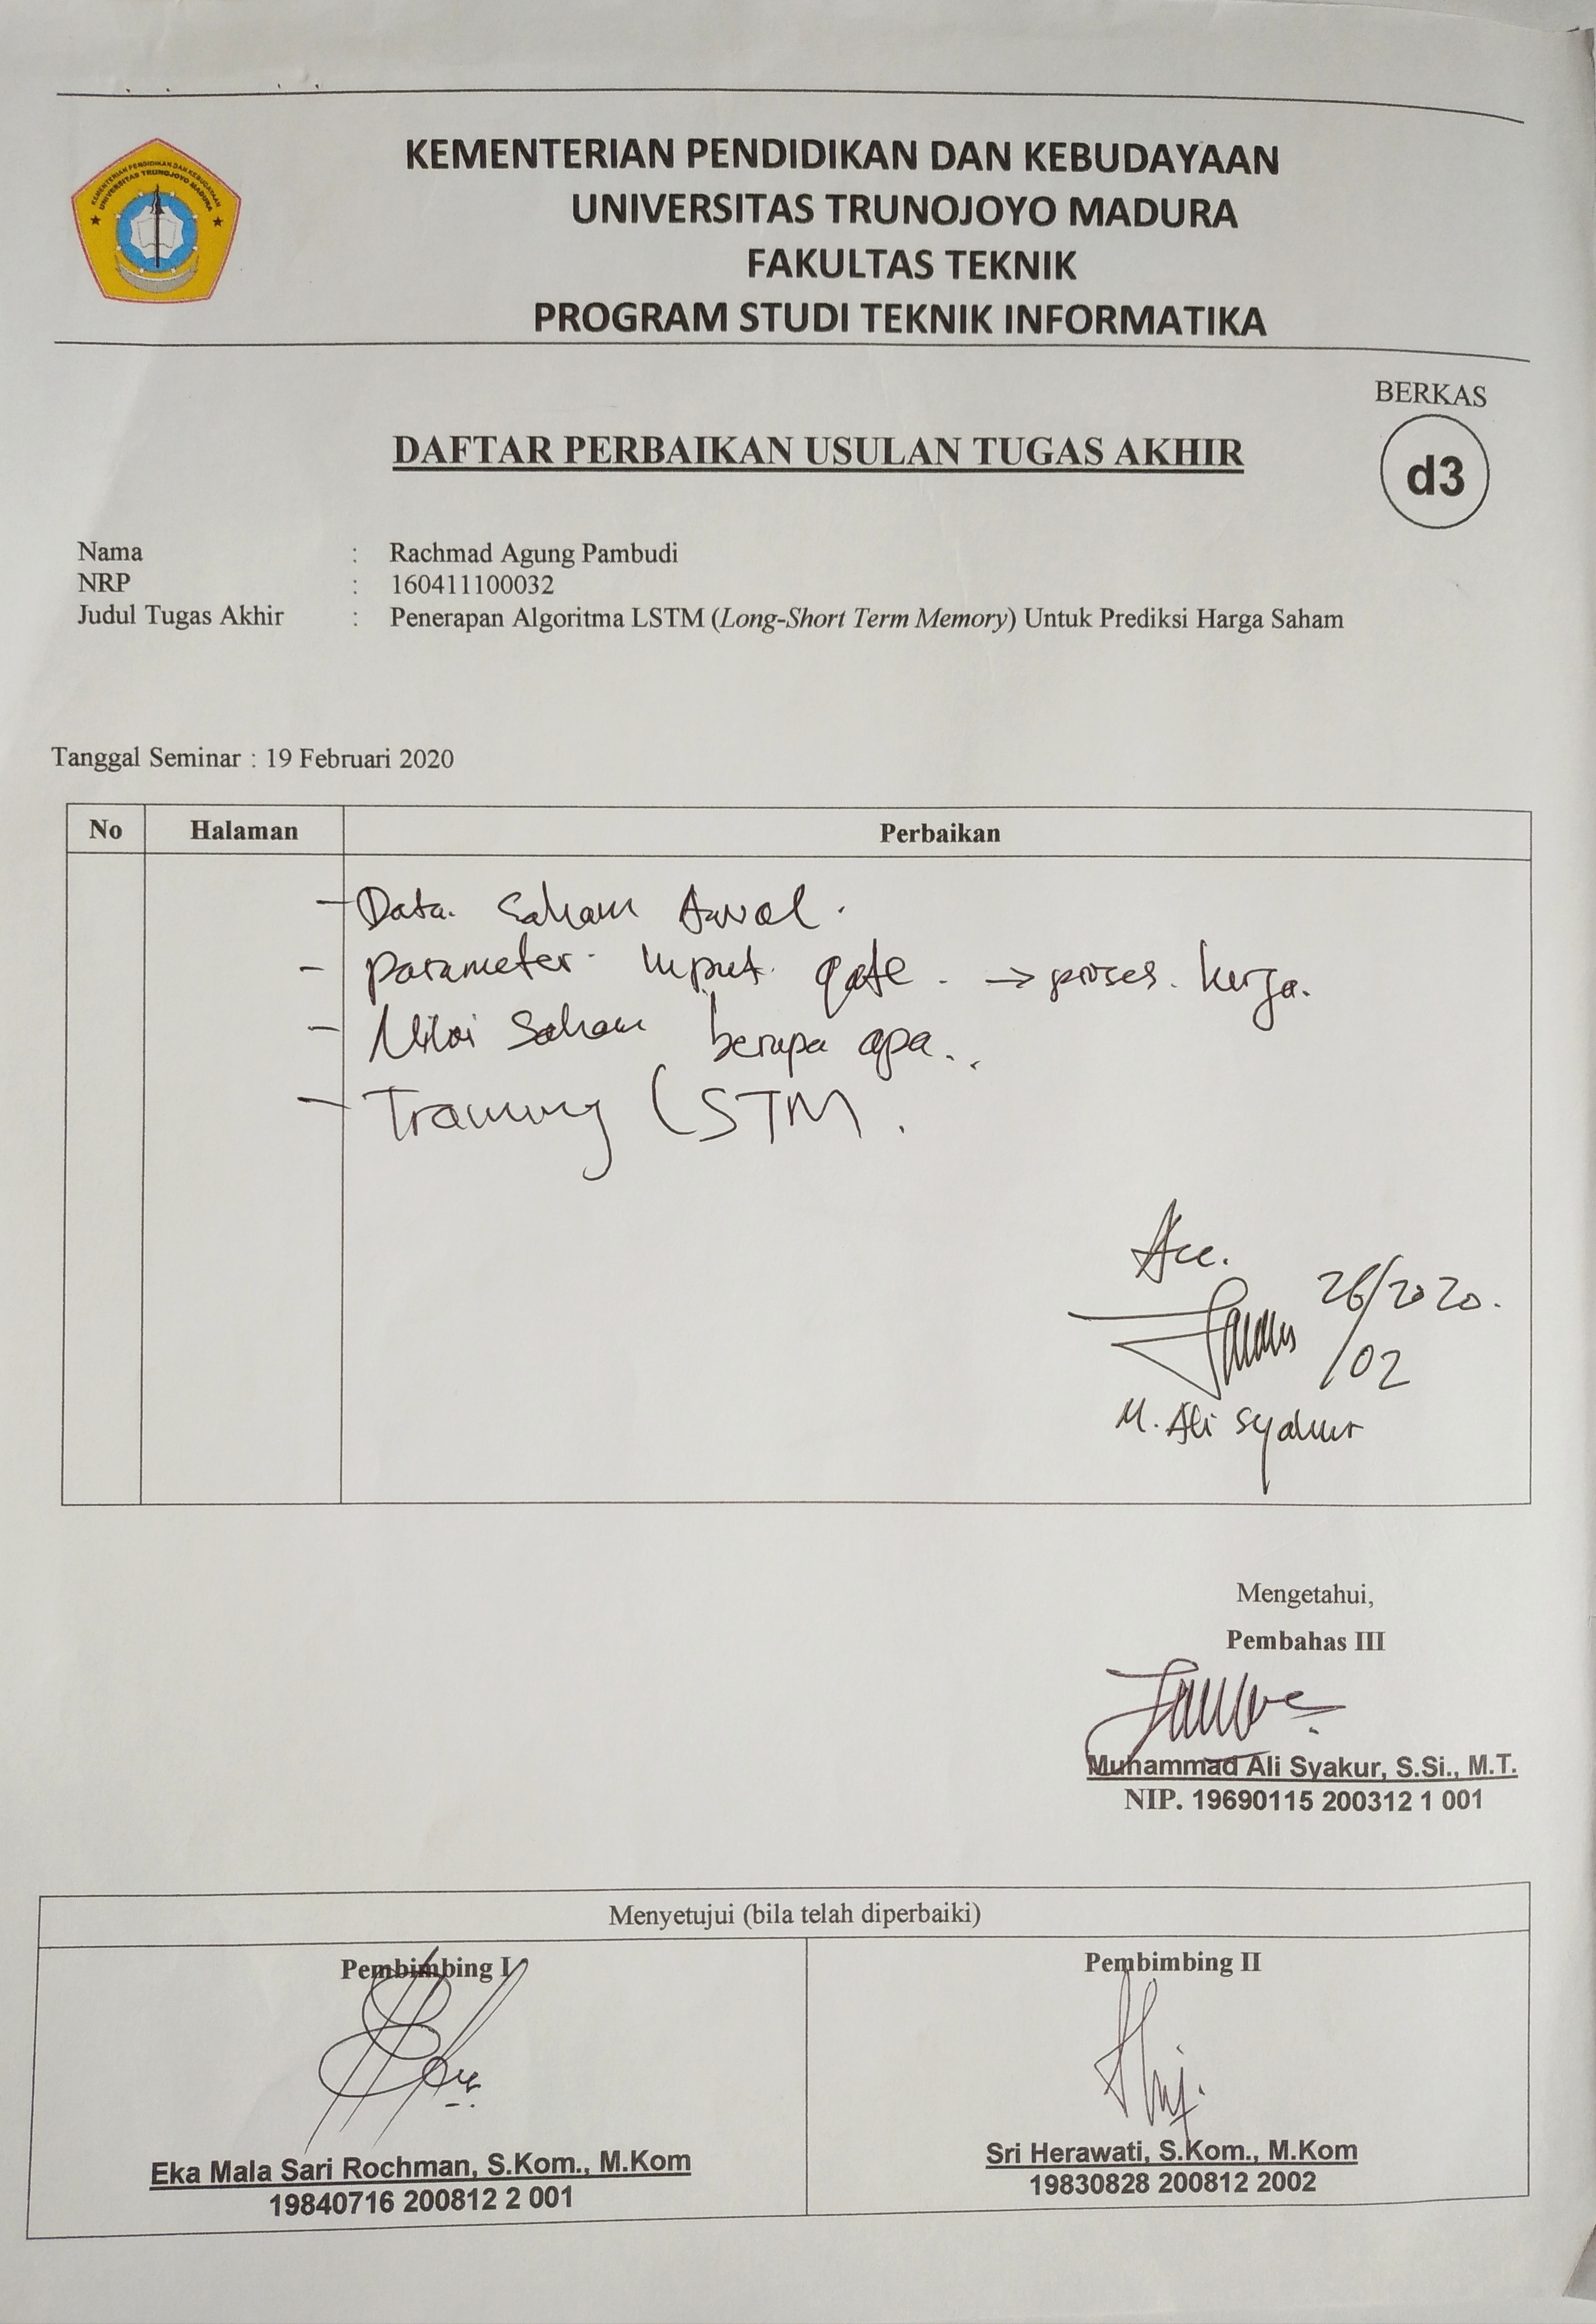 KEMENTERIAN PENDIDIKAN DAN KEBUDAYAAN
UNIVERSITAS TRUNOJOYO MADURA
KEMENTERIAN PENDIDIKAN DAN KEBUDAYAAN
UNIVERSITAS TRUNOJOYO MADURA
FAKULTAS TEKNIK
PROGRAM STUDI TEKNIK INFORMATIKA
BERKAS
d3
DAFTAR PERBAIKAN USULAN TUGAS AKHIR
Nama : Rachmad Agung Pambudi
NRP : 160411100032
Judul Tugas Akhir : Penerapan Algoritma LSTM (Long-Short Term Memory) Untuk Prediksi Harga Saham
Tanggal Seminar : 19 Februari 2020
No Halaman Perbaikan
- Data. Saham Awal.
- parameter. Input. gate. → proses. kerja.
- Nilai Saham berupa apa..
- Training LSTM.
Acc.
26/2020.
/02
M. Ali Syakur
Mengetahui,
Pembahas III
Muhammad Ali Syakur, S.Si., M.T.
NIP. 19690115 200312 1 001
Menyetujui (bila telah diperbaiki)
Pembimbing I Pembimbing II
Eka Mala Sari Rochman, S.Kom., M.Kom
19840716 200812 2 001
Sri Herawati, S.Kom., M.Kom
19830828 200812 2002